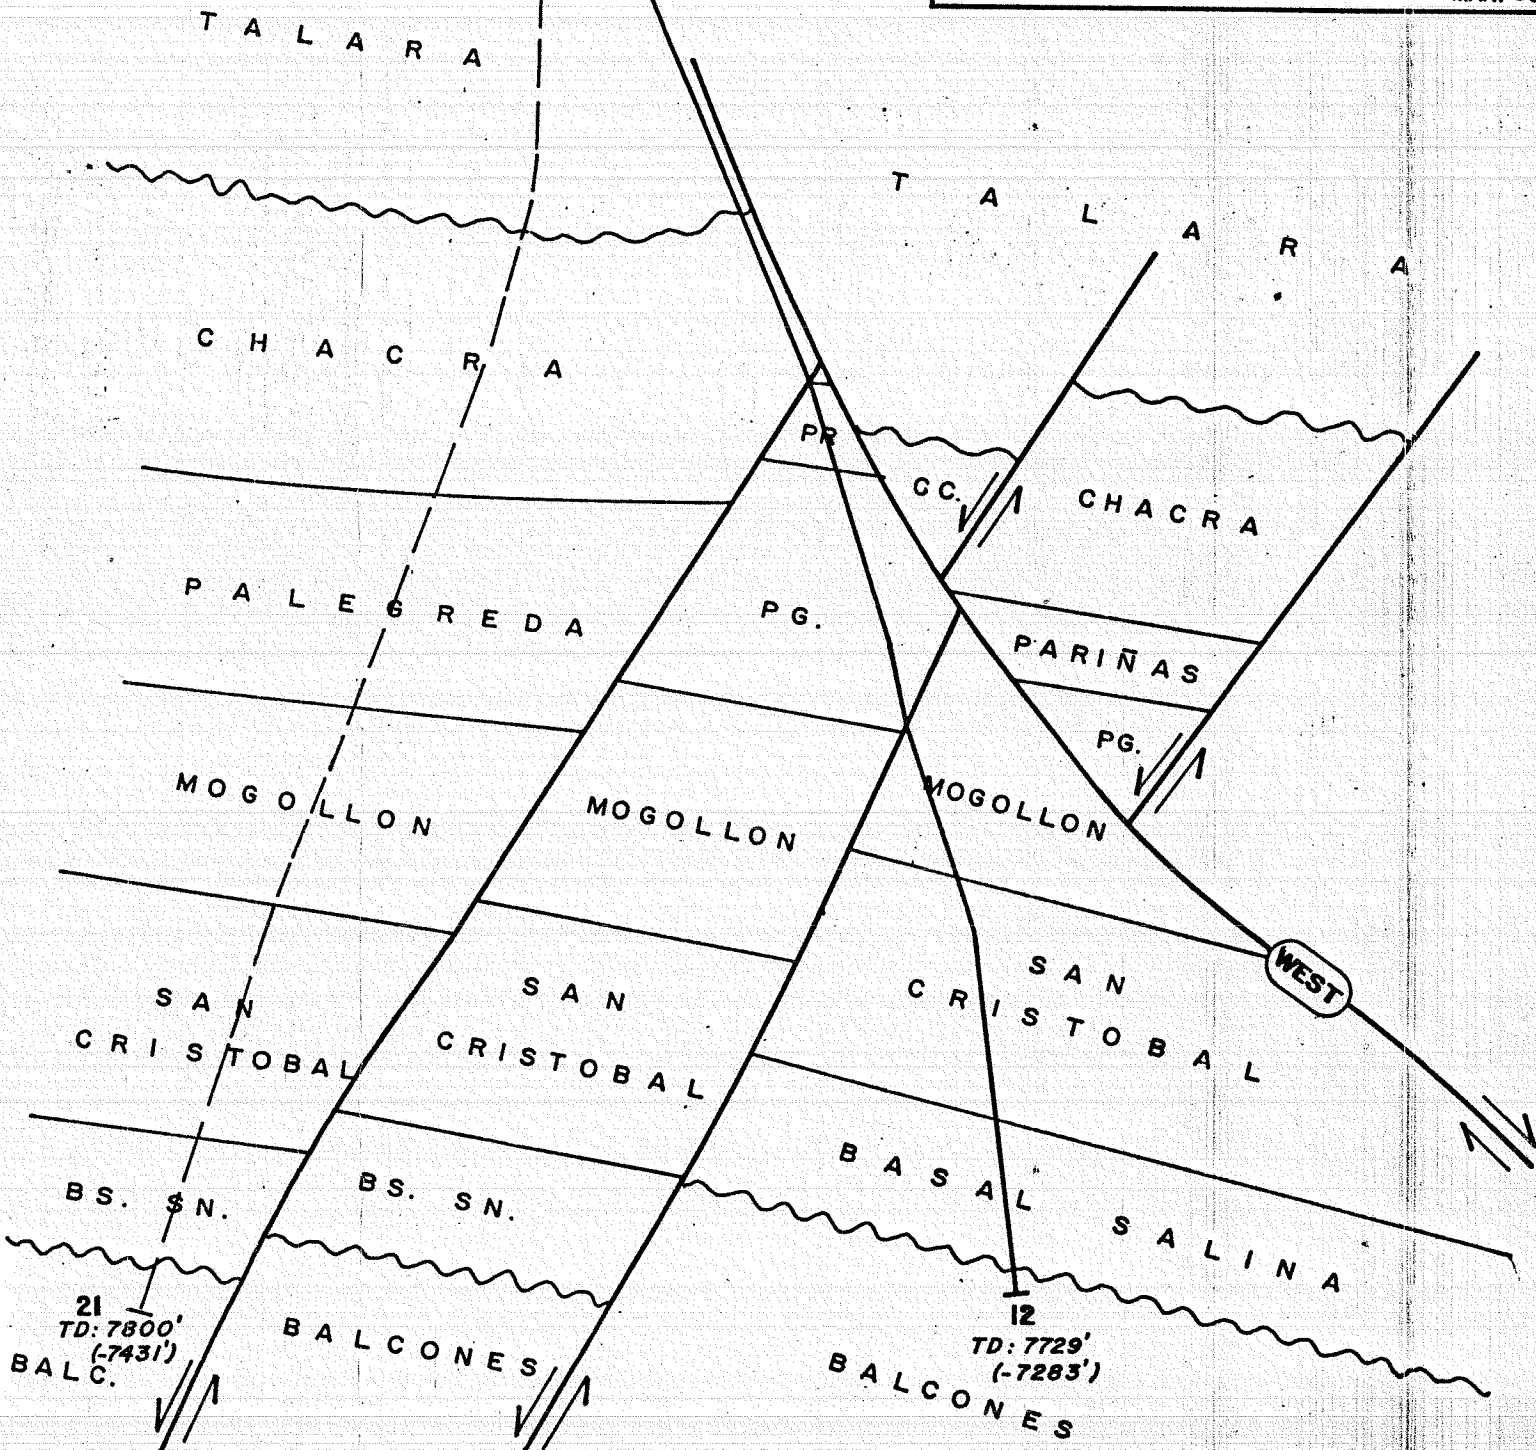 TALARA
TALARA
CHACRA
PR
GC.
CHACRA
PALEGREDA
PG.
PARIÑAS
PG.
MOGOLLON
MOGOLLON
MOGOLLON
SAN
CRISTOBAL
SAN
CRISTOBAL
SAN
CRISTOBAL
WEST
BS. SN.
BS. SN.
BASAL SALINA
21
TD: 7800'
(-7431')
BALC.
BALCONES
12
TD: 7729'
(-7283')
BALCONES